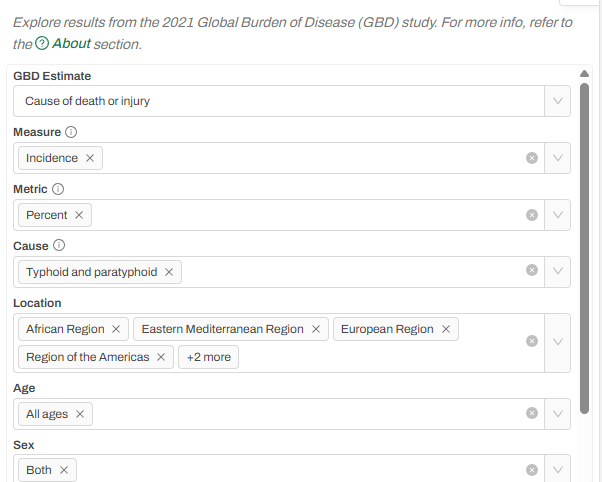 Explore results from the 2021 Global Burden of Disease (GBD) study. For more info, refer to
the ? About section.
GBD Estimate
Cause of death or injury
Measure
Incidence ×
Metric
Percent ×
Cause
Typhoid and paratyphoid ×
Location
African Region × Eastern Mediterranean Region × European Region ×
Region of the Americas × +2 more
Age
All ages ×
Sex
Both ×